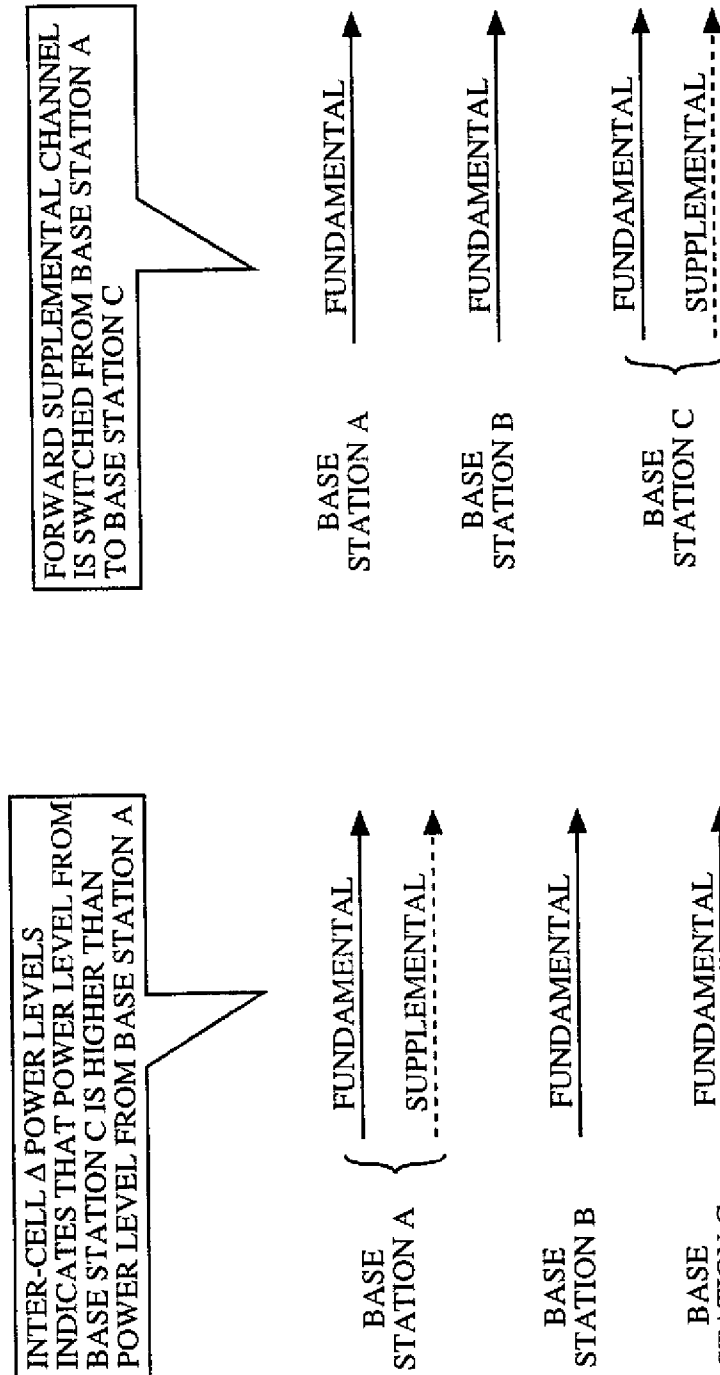 INTER-CELL Δ POWER LEVELS
INDICATES THAT POWER LEVEL FROM
BASE STATION C IS HIGHER THAN
POWER LEVEL FROM BASE STATION A
FUNDAMENTAL
SUPPLEMENTAL
BASE
STATION A
FUNDAMENTAL
BASE
STATION B
FUNDAMENTAL
BASE
STATION C
FORWARD SUPPLEMENTAL CHANNEL
IS SWITCHED FROM BASE STATION A
TO BASE STATION C
FUNDAMENTAL
BASE
STATION A
FUNDAMENTAL
BASE
STATION B
FUNDAMENTAL
SUPPLEMENTAL
BASE
STATION C